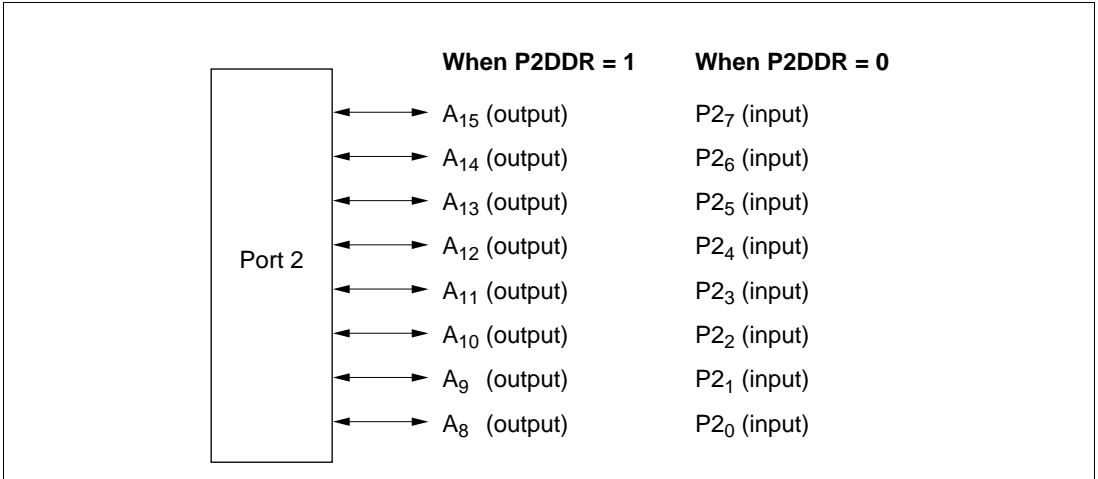 When P2DDR = 1 When P2DDR = 0
A15 (output) P27 (input)
A14 (output) P26 (input)
A13 (output) P25 (input)
Port 2 A12 (output) P24 (input)
A11 (output) P23 (input)
A10 (output) P22 (input)
A9 (output) P21 (input)
A8 (output) P20 (input)